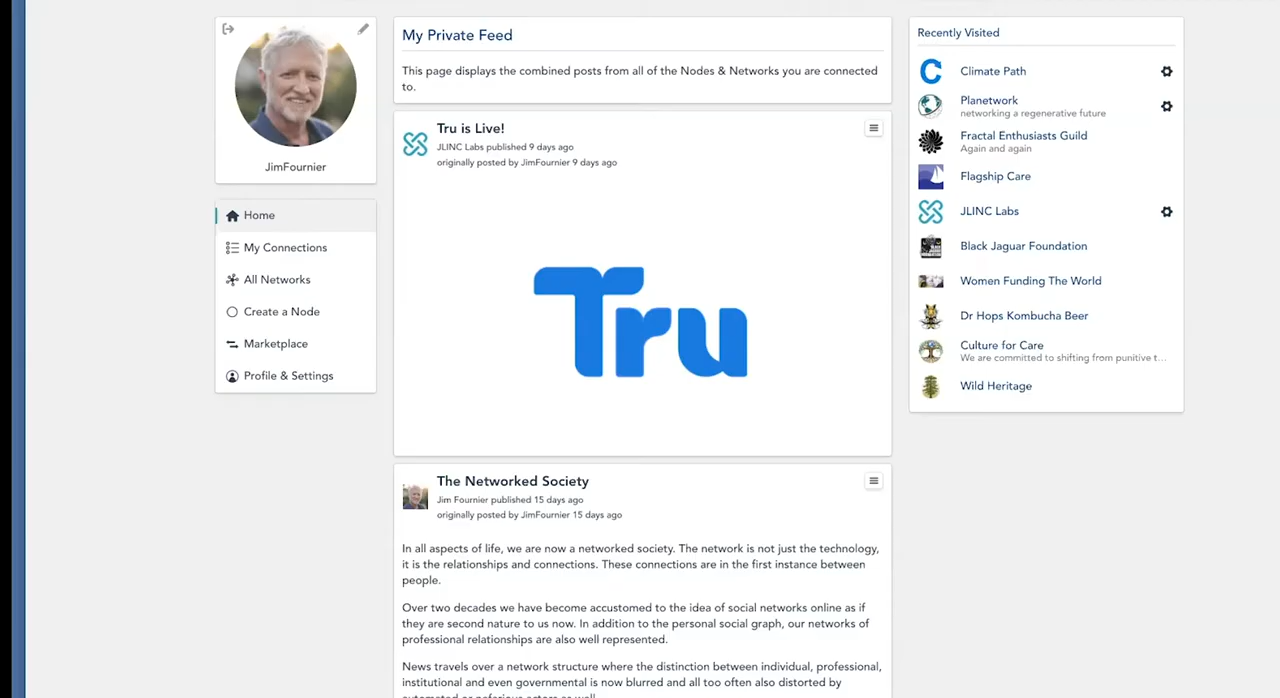 JimFournier
Home
My Connections
All Networks
Create a Node
Marketplace
Profile & Settings
My Private Feed
This page displays the combined posts from all of the Nodes & Networks you are connected
to.
Tru is Live!
JLINC Labs published 9 days ago
originally posted by JimFournier 9 days ago
Tru
The Networked Society
Jim Fournier published 15 days ago
originally posted by JimFournier 15 days ago
In all aspects of life, we are now a networked society. The network is not just the technology,
it is the relationships and connections. These connections are in the first instance between
people.
Over two decades we have become accustomed to the idea of social networks online as if
they are second nature to us now. In addition to the personal social graph, our networks of
professional relationships are also well represented.
News travels over a network structure where the distinction between individual, professional,
institutional and even governmental is now blurred and all too often also distorted by
automated or nefarious actors as well.
Recently Visited
Climate Path
Planetwork
networking a regenerative future
Fractal Enthusiasts Guild
Again and again
Flagship Care
JLINC Labs
Black Jaguar Foundation
Women Funding The World
Dr Hops Kombucha Beer
Culture for Care
We are committed to shifting from punitive t...
Wild Heritage